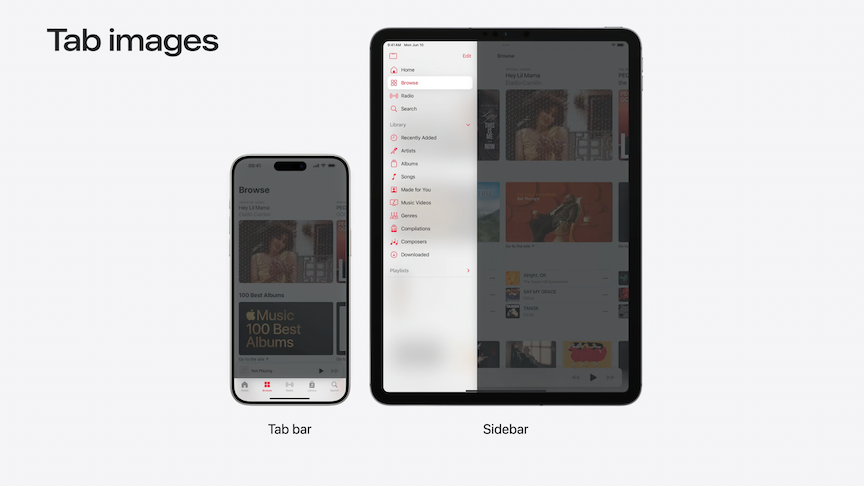 Tab images
9:41 AM Mon Jun 10
Edit
Home
Browse
Radio
Search
Library
Recently Added
Artists
Albums
Songs
Made for You
Music Videos
Genres
Compilations
Composers
Downloaded
Playlists
Browse
Hey Lil Mama
09:41
Browse
Hey Lil Mama
100 Best Albums
Music
100 Best
Albums
Browse
Tab bar
Sidebar